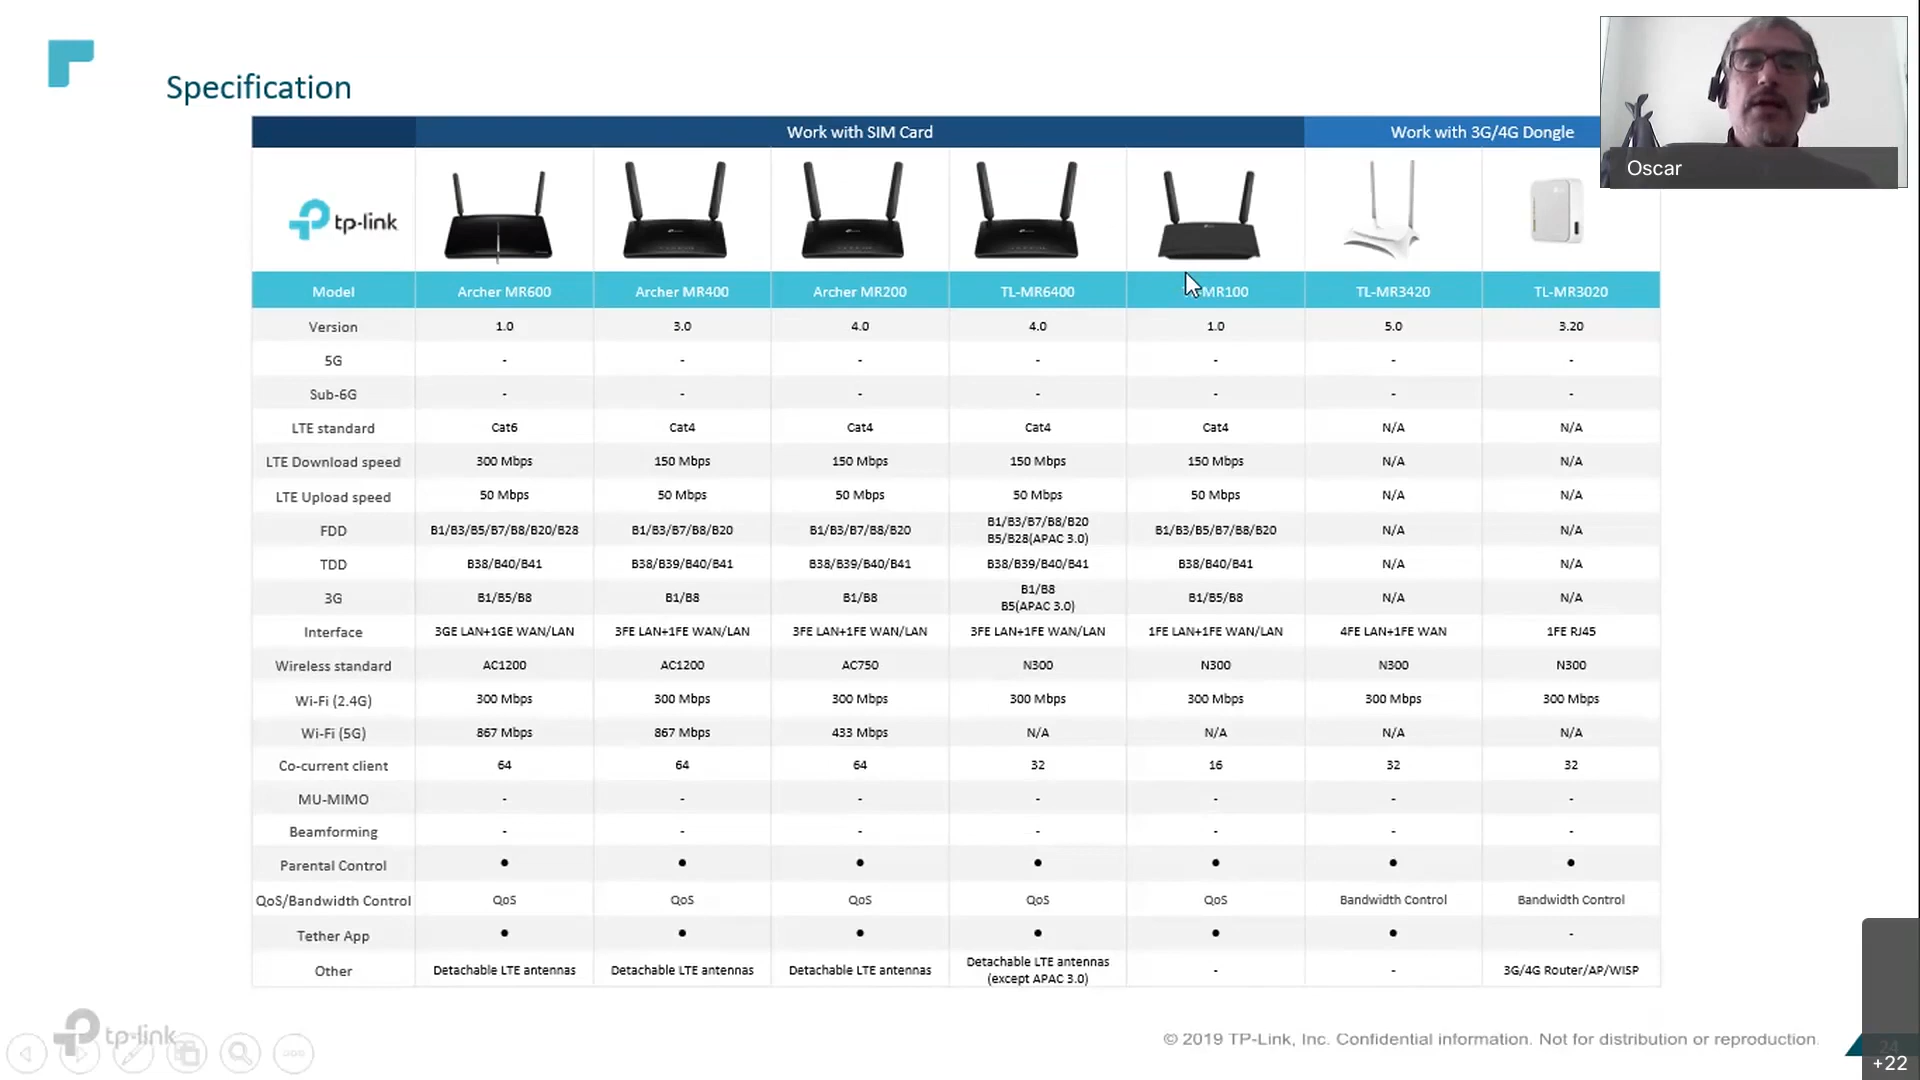 Specification
Work with SIM Card Work with 3G/4G Dongle
Oscar
tp-link
Model Archer MR600 Archer MR400 Archer MR200 TL-MR6400 MR100 TL-MR3420 TL-MR3020
Version 1.0 3.0 4.0 4.0 1.0 5.0 3.20
5G - - - - - - -
Sub-6G - - - - - - -
LTE standard Cat6 Cat4 Cat4 Cat4 Cat4 N/A N/A
LTE Download speed 300 Mbps 150 Mbps 150 Mbps 150 Mbps 150 Mbps N/A N/A
LTE Upload speed 50 Mbps 50 Mbps 50 Mbps 50 Mbps 50 Mbps N/A N/A
FDD B1/B3/B5/B7/B8/B20/B28 B1/B3/B7/B8/B20 B1/B3/B7/B8/B20 B1/B3/B7/B8/B20 B5/B28(APAC 3.0) B1/B3/B5/B7/B8/B20 N/A N/A
TDD B38/B40/B41 B38/B39/B40/B41 B38/B39/B40/B41 B38/B39/B40/B41 B38/B40/B41 N/A N/A
3G B1/B5/B8 B1/B8 B1/B8 B1/B8 B5(APAC 3.0) B1/B5/B8 N/A N/A
Interface 3GE LAN+1GE WAN/LAN 3FE LAN+1FE WAN/LAN 3FE LAN+1FE WAN/LAN 3FE LAN+1FE WAN/LAN 1FE LAN+1FE WAN/LAN 4FE LAN+1FE WAN 1FE RJ45
Wireless standard AC1200 AC1200 AC750 N300 N300 N300 N300
Wi-Fi (2.4G) 300 Mbps 300 Mbps 300 Mbps 300 Mbps 300 Mbps 300 Mbps 300 Mbps
Wi-Fi (5G) 867 Mbps 867 Mbps 433 Mbps N/A N/A N/A N/A
Co-current client 64 64 64 32 16 32 32
MU-MIMO - - - - - - -
Beamforming - - - - - - -
Parental Control ● ● ● ● ● ● ●
QoS/Bandwidth Control QoS QoS QoS QoS QoS Bandwidth Control Bandwidth Control
Tether App ● ● ● ● ● ● -
Other Detachable LTE antennas Detachable LTE antennas Detachable LTE antennas Detachable LTE antennas (except APAC 3.0) - - 3G/4G Router/AP/WISP
tp-link
© 2019 TP-Link, Inc. Confidential information. Not for distribution or reproduction.
24
+22